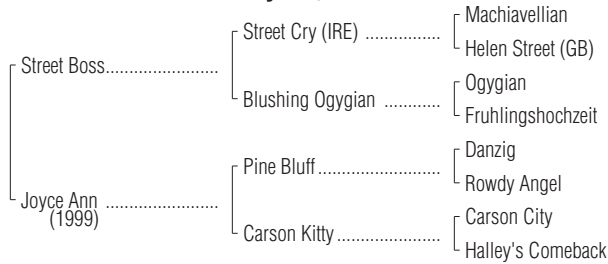 Machiavellian
Street Cry (IRE) ................
Helen Street (GB)
Street Boss........................
Ogygian
Blushing Ogygian ............
Fruhlingshochzeit
Danzig
Pine Bluff.......................
Rowdy Angel
Joyce Ann ........................
(1999)
Carson City
Carson Kitty......................
Halley's Comeback